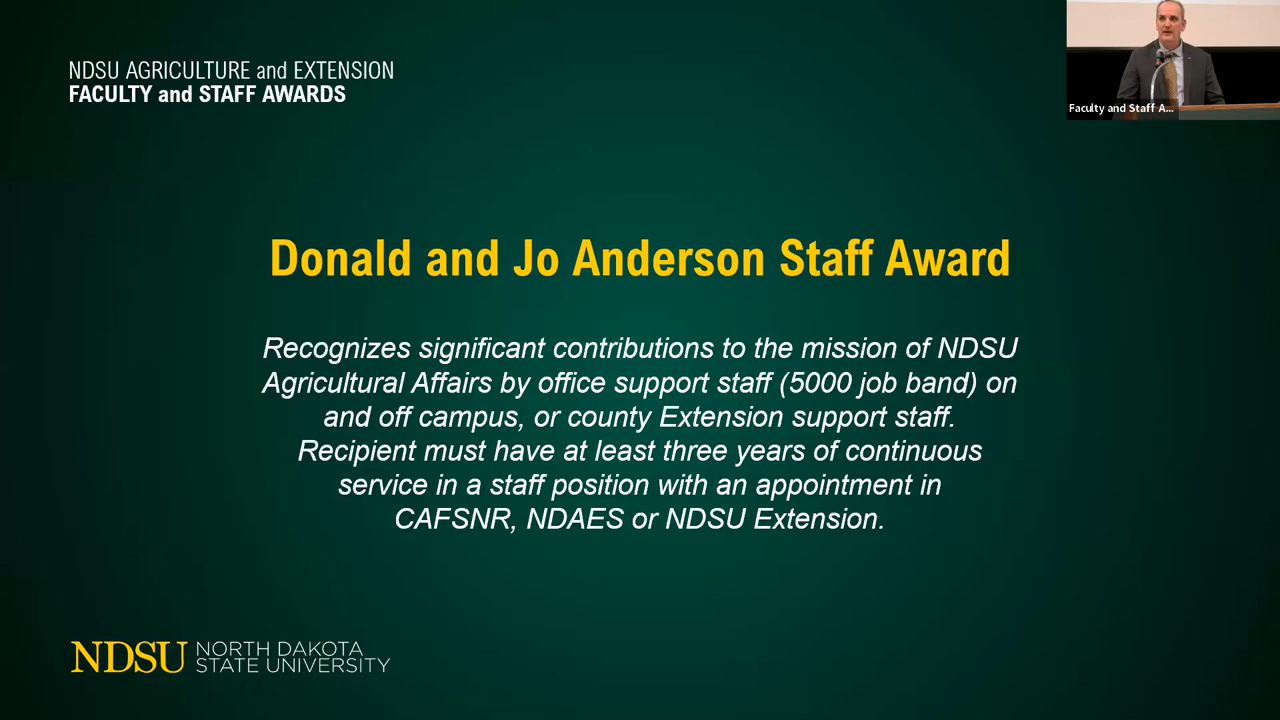 NDSU AGRICULTURE and EXTENSION
FACULTY and STAFF AWARDS
Faculty and Staff A...
Donald and Jo Anderson Staff Award
Recognizes significant contributions to the mission of NDSU
Agricultural Affairs by office support staff (5000 job band) on
and off campus, or county Extension support staff.
Recipient must have at least three years of continuous
service in a staff position with an appointment in
CAFSNR, NDAES or NDSU Extension.
NDSU NORTH DAKOTA
STATE UNIVERSITY